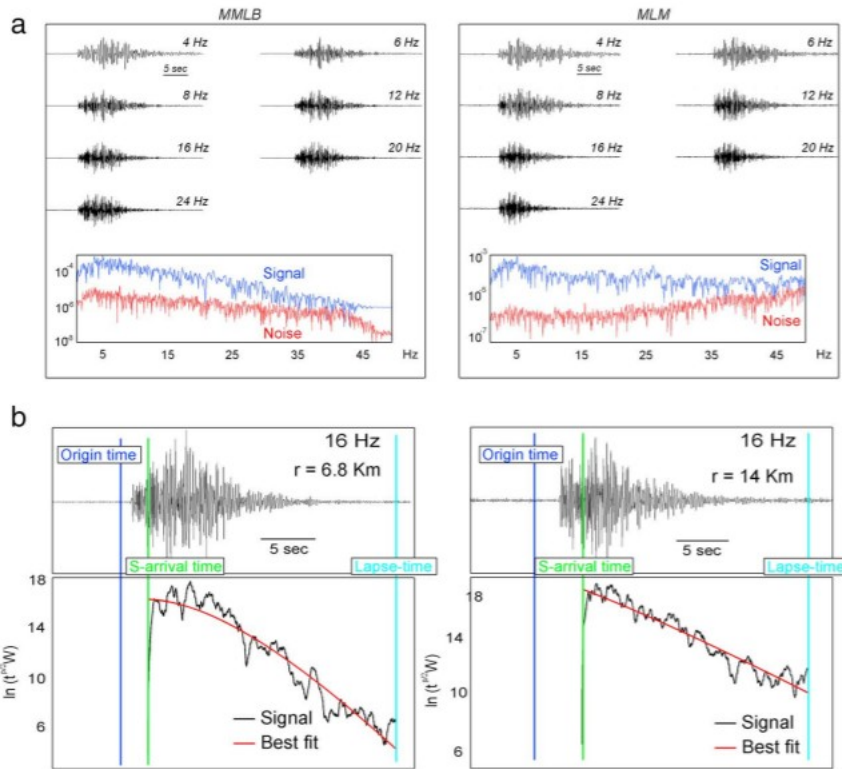 a
MMLB
4 Hz
6 Hz
5 sec
8 Hz
12 Hz
16 Hz
20 Hz
24 Hz
10⁻⁴
10⁻⁶
10⁻⁸
Signal
Noise
5 15 25 35 45 Hz
MLM
4 Hz
6 Hz
5 sec
8 Hz
12 Hz
16 Hz
20 Hz
24 Hz
10⁻³
10⁻⁵
10⁻⁷
Signal
Noise
5 15 25 35 45 Hz
b
16 Hz
Origin time
r = 6.8 Km
5 sec
S-arrival time
Lapse-time
18
14
10
6
Signal
Best fit
16 Hz
Origin time
r = 14 Km
5 sec
S-arrival time
Lapse-time
18
14
10
6
Signal
Best fit